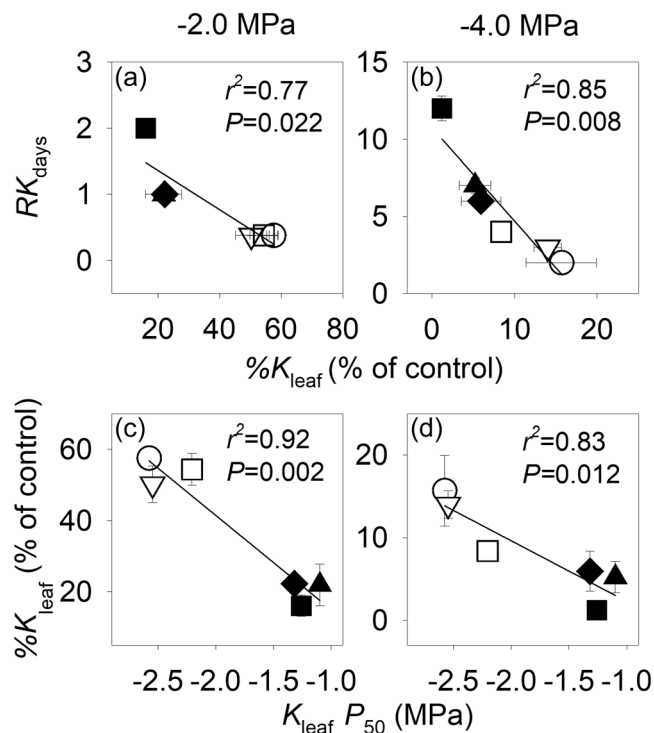 -2.0 MPa
-4.0 MPa
(a)
r²=0.77
P=0.022
3
2
1
0
RKdays
20 40 60 80
(b)
r²=0.85
P=0.008
15
10
5
0
0 10 20
%Kleaf (% of control)
(c)
r²=0.92
P=0.002
60
40
20
%Kleaf (% of control)
-2.5 -2.0 -1.5 -1.0
(d)
r²=0.83
P=0.012
20
10
0
-2.5 -2.0 -1.5 -1.0
Kleaf P50 (MPa)